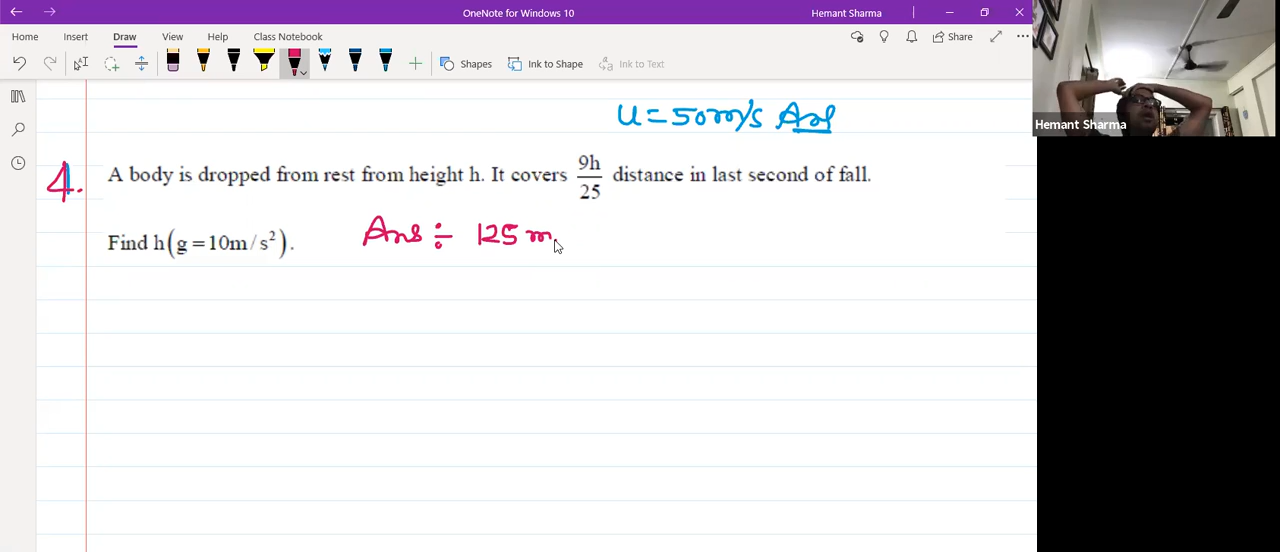 OneNote for Windows 10
Hemant Sharma
Home Insert Draw View Help Class Notebook
Share
Shapes Ink to Shape Ink to Text
Hemant Sharma
u = 50 m/s Ans
4. A body is dropped from rest from height h. It covers 9h/25 distance in last second of fall.
Find h(g = 10m/s²). Ans ÷ 125 m